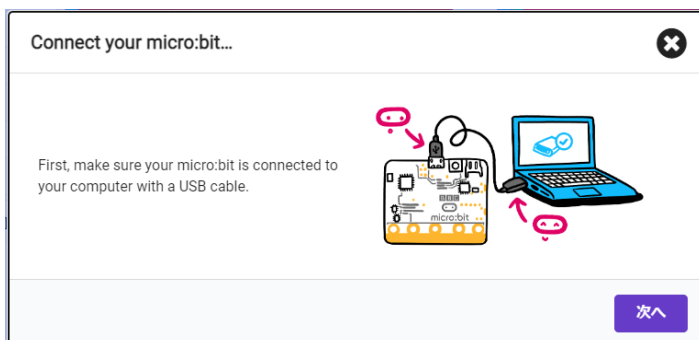 Connect your micro:bit...
First, make sure your micro:bit is connected to
your computer with a USB cable.
BBC
micro:bit
次へ